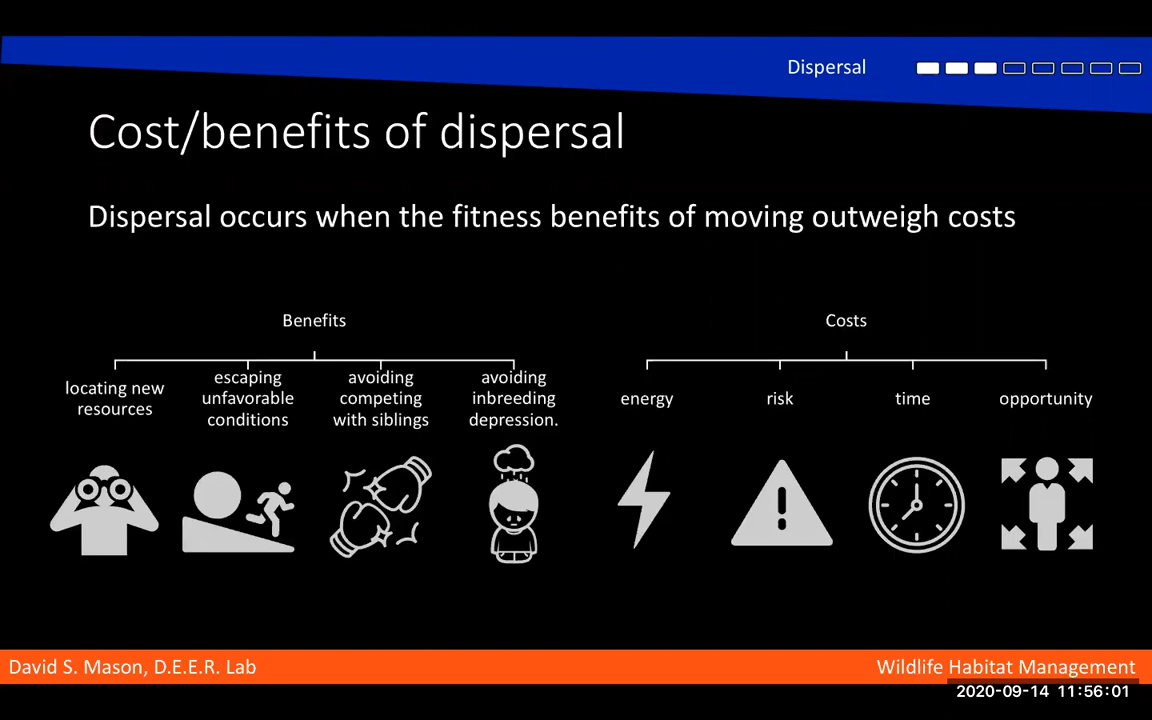 Dispersal
Cost/benefits of dispersal
Dispersal occurs when the fitness benefits of moving outweigh costs
Benefits
locating new
resources
escaping
unfavorable
conditions
avoiding
competing
with siblings
avoiding
inbreeding
depression.
Costs
energy
risk
time
opportunity
David S. Mason, D.E.E.R. Lab
Wildlife Habitat Management
2020-09-14 11:56:01